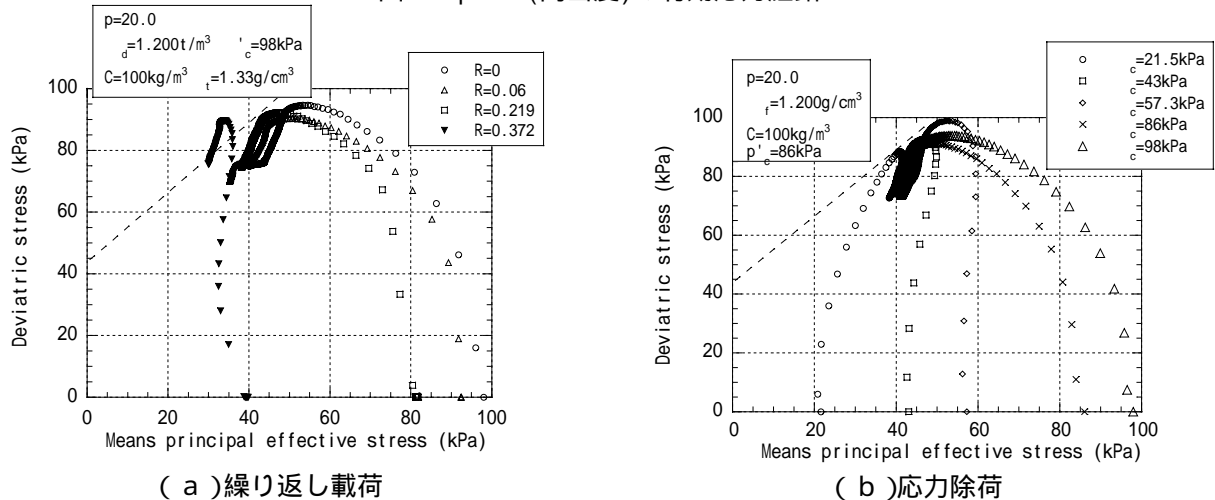 p=20.0
d=1.200t/m³ 'c=98kPa
C=100kg/m³ t=1.33g/cm³
R=0
R=0.06
R=0.219
R=0.372
100
80
60
40
20
0
Deviatric stress (kPa)
0 20 40 60 80 100
Means principal effective stress (kPa)
(a)繰り返し載荷
p=20.0
f=1.200g/cm³
C=100kg/m³
p'c=86kPa
c=21.5kPa
c=43kPa
c=57.3kPa
c=86kPa
c=98kPa
100
80
60
40
20
0
Deviatric stress (kPa)
0 20 40 60 80 100
Means principal effective stress (kPa)
(b)応力除荷